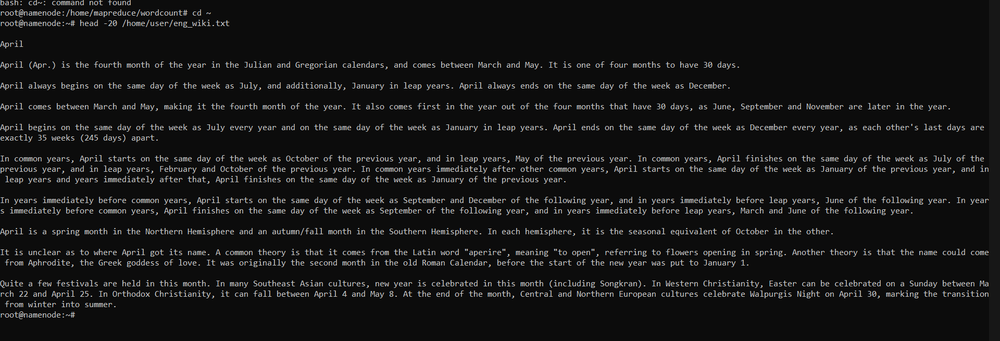 bash: cd~: command not found
root@namenode:/home/mapreduce/wordcount# cd ~
root@namenode:~# head -20 /home/user/eng_wiki.txt

April

April (Apr.) is the fourth month of the year in the Julian and Gregorian calendars, and comes between March and May. It is one of four months to have 30 days.

April always begins on the same day of the week as July, and additionally, January in leap years. April always ends on the same day of the week as December.

April comes between March and May, making it the fourth month of the year. It also comes first in the year out of the four months that have 30 days, as June, September and November are later in the year.

April begins on the same day of the week as July every year and on the same day of the week as January in leap years. April ends on the same day of the week as December every year, as each other's last days are
exactly 35 weeks (245 days) apart.

In common years, April starts on the same day of the week as October of the previous year, and in leap years, May of the previous year. In common years, April finishes on the same day of the week as July of the
previous year, and in leap years, February and October of the previous year. In common years immediately after other common years, April starts on the same day of the week as January of the previous year, and in
 leap years and years immediately after that, April finishes on the same day of the week as January of the previous year.

In years immediately before common years, April starts on the same day of the week as September and December of the following year, and in years immediately before leap years, June of the following year. In year
s immediately before common years, April finishes on the same day of the week as September of the following year, and in years immediately before leap years, March and June of the following year.

April is a spring month in the Northern Hemisphere and an autumn/fall month in the Southern Hemisphere. In each hemisphere, it is the seasonal equivalent of October in the other.

It is unclear as to where April got its name. A common theory is that it comes from the Latin word "aperire", meaning "to open", referring to flowers opening in spring. Another theory is that the name could come
 from Aphrodite, the Greek goddess of love. It was originally the second month in the old Roman Calendar, before the start of the new year was put to January 1.

Quite a few festivals are held in this month. In many Southeast Asian cultures, new year is celebrated in this month (including Songkran). In Western Christianity, Easter can be celebrated on a Sunday between Ma
rch 22 and April 25. In Orthodox Christianity, it can fall between April 4 and May 8. At the end of the month, Central and Northern European cultures celebrate Walpurgis Night on April 30, marking the transition
 from winter into summer.
root@namenode:~#